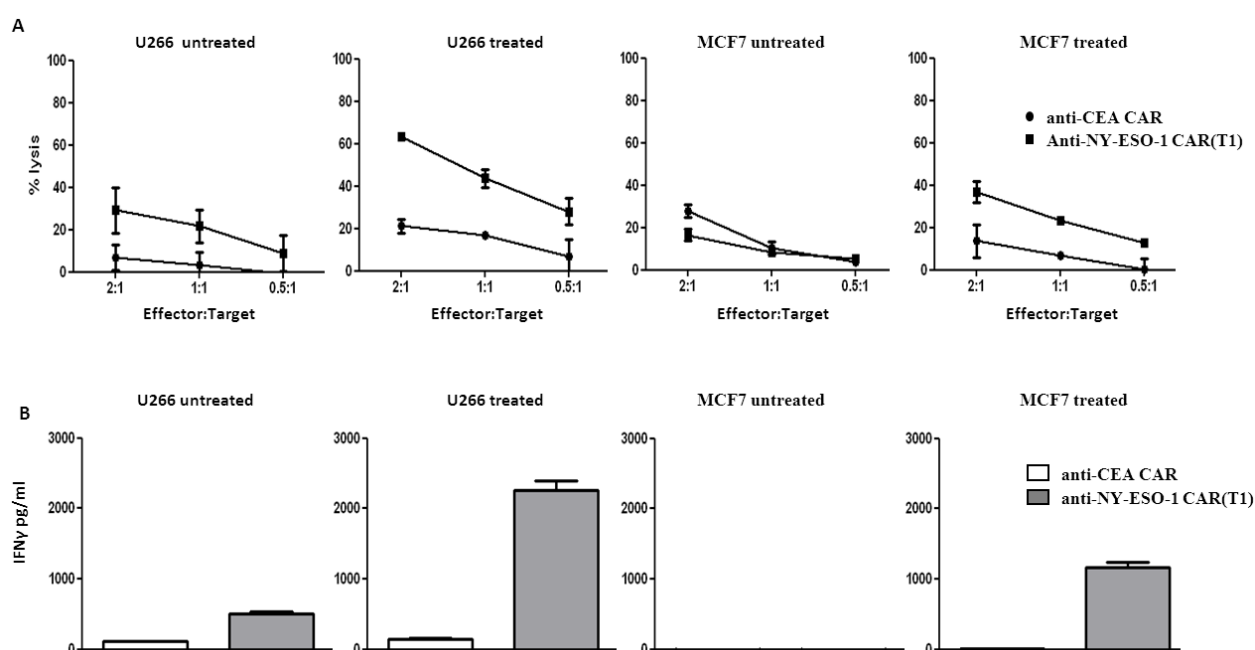 A
U266 untreated
U266 treated
MCF7 untreated
MCF7 treated
% lysis
100
80
60
40
20
0
2:1
1:1
0.5:1
Effector:Target
100
80
60
40
20
0
2:1
1:1
0.5:1
Effector:Target
100
80
60
40
20
0
2:1
1:1
0.5:1
Effector:Target
100
80
60
40
20
0
2:1
1:1
0.5:1
Effector:Target
anti-CEA CAR
Anti-NY-ESO-1 CAR(T1)
B
U266 untreated
U266 treated
MCF7 untreated
MCF7 treated
IFNγ pg/ml
3000
2000
1000
0
3000
2000
1000
0
3000
2000
1000
0
3000
2000
1000
0
anti-CEA CAR
anti-NY-ESO-1 CAR(T1)